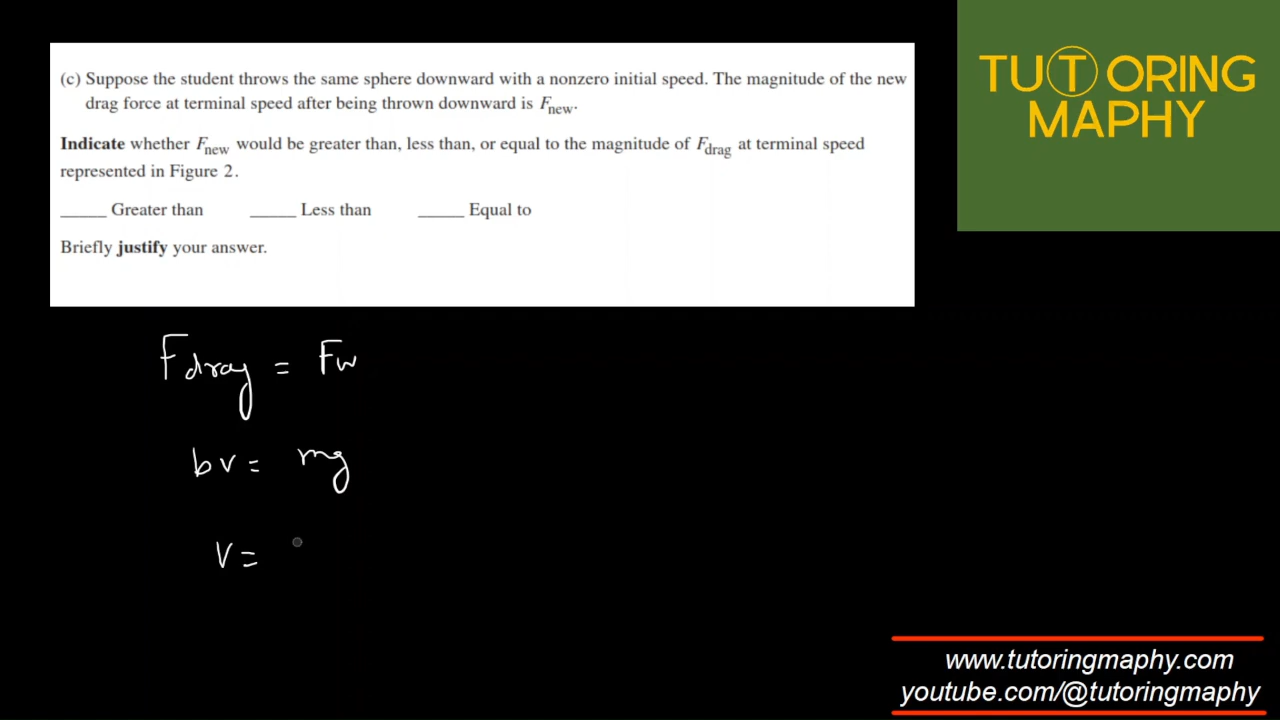 TUTORING
MAPHY
(c) Suppose the student throws the same sphere downward with a nonzero initial speed. The magnitude of the new
drag force at terminal speed after being thrown downward is Fnew.
Indicate whether Fnew would be greater than, less than, or equal to the magnitude of Fdrag at terminal speed
represented in Figure 2.
_____ Greater than _____ Less than _____ Equal to
Briefly justify your answer.
Fdrag = Fw
bv = mg
v =
www.tutoringmaphy.com
youtube.com/@tutoringmaphy